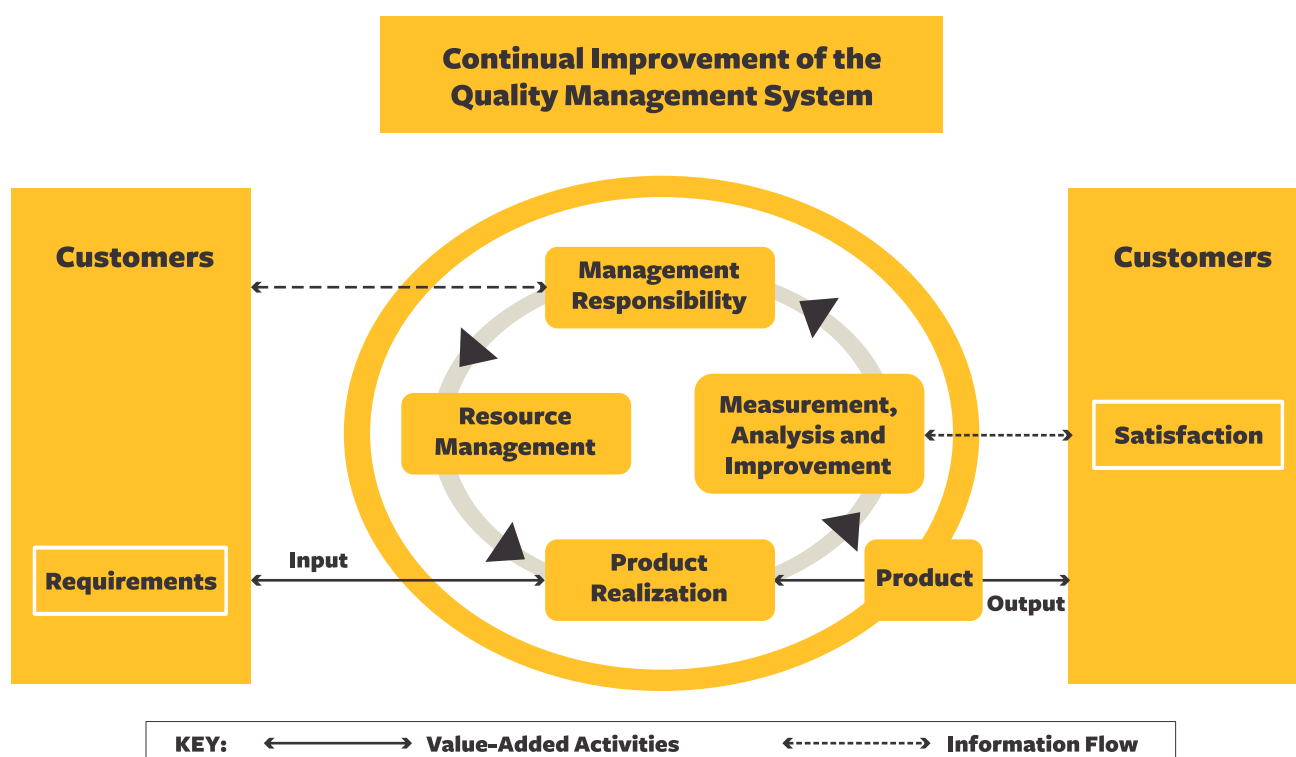 Continual Improvement of the
Quality Management System
Customers
Customers
Management
Responsibility
Resource
Management
Measurement,
Analysis and
Improvement
Satisfaction
Input
Requirements
Product
Realization
Product
Output
KEY:
Value-Added Activities
Information Flow